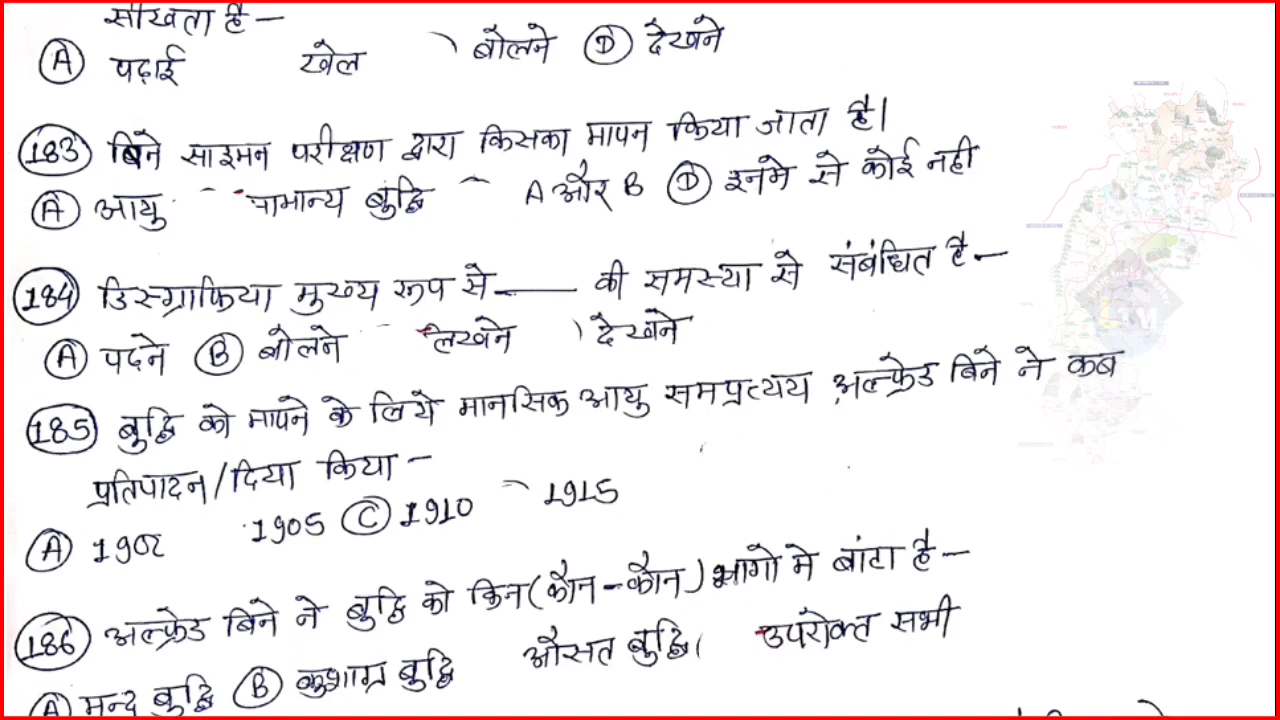 सीखता है -
(A) पढ़ाई खेल बोलने (D) देखने
(183) बिने साइमन परीक्षण द्वारा किसका मापन किया जाता है।
(A) आयु सामान्य बुद्धि A और B (D) इनमे से कोई नही
(184) डिस्ग्राफिया मुख्य रूप से ——— की समस्या से संबंधित है -
(A) पढ़ने (B) बोलने लिखने देखने
(185) बुद्धि को मापने के लिये मानसिक आयु समप्रत्यय अल्फ्रेड बिने ने कब
प्रतिपादन/दिया किया -
(A) 1902 1905 (C) 1910 1915
(186) अल्फ्रेड बिने ने बुद्धि को किन (कौन-कौन) भागो मे बांटा है -
(A) मन्द बुद्धि (B) कुशाग्र बुद्धि औसत बुद्धि उपरोक्त सभी